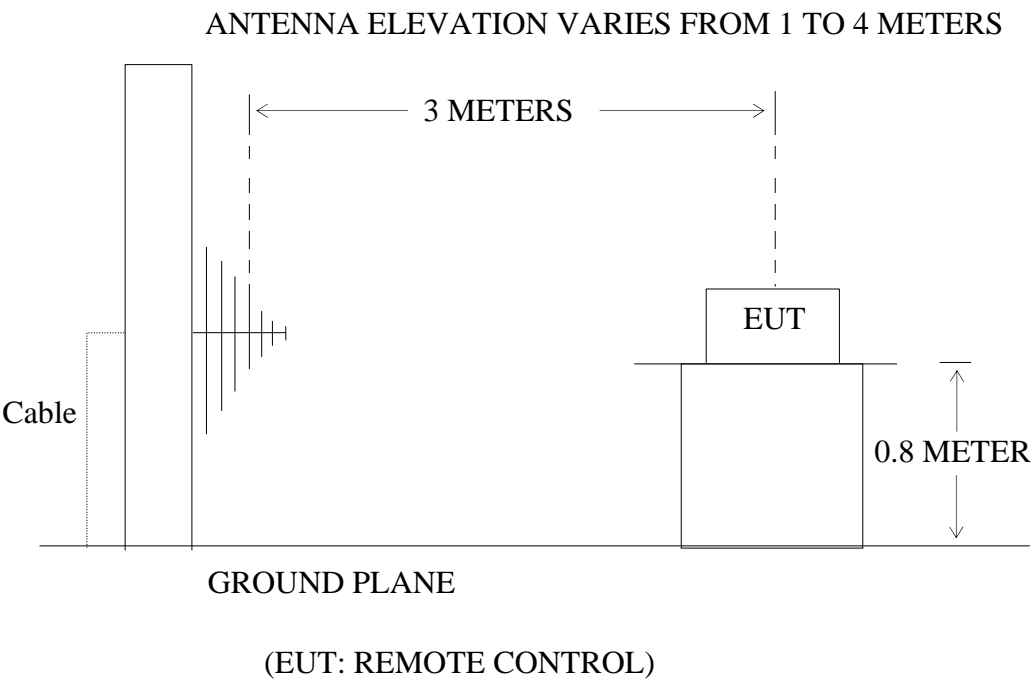 ANTENNA ELEVATION VARIES FROM 1 TO 4 METERS
3 METERS
EUT
Cable
0.8 METER
GROUND PLANE
(EUT: REMOTE CONTROL)